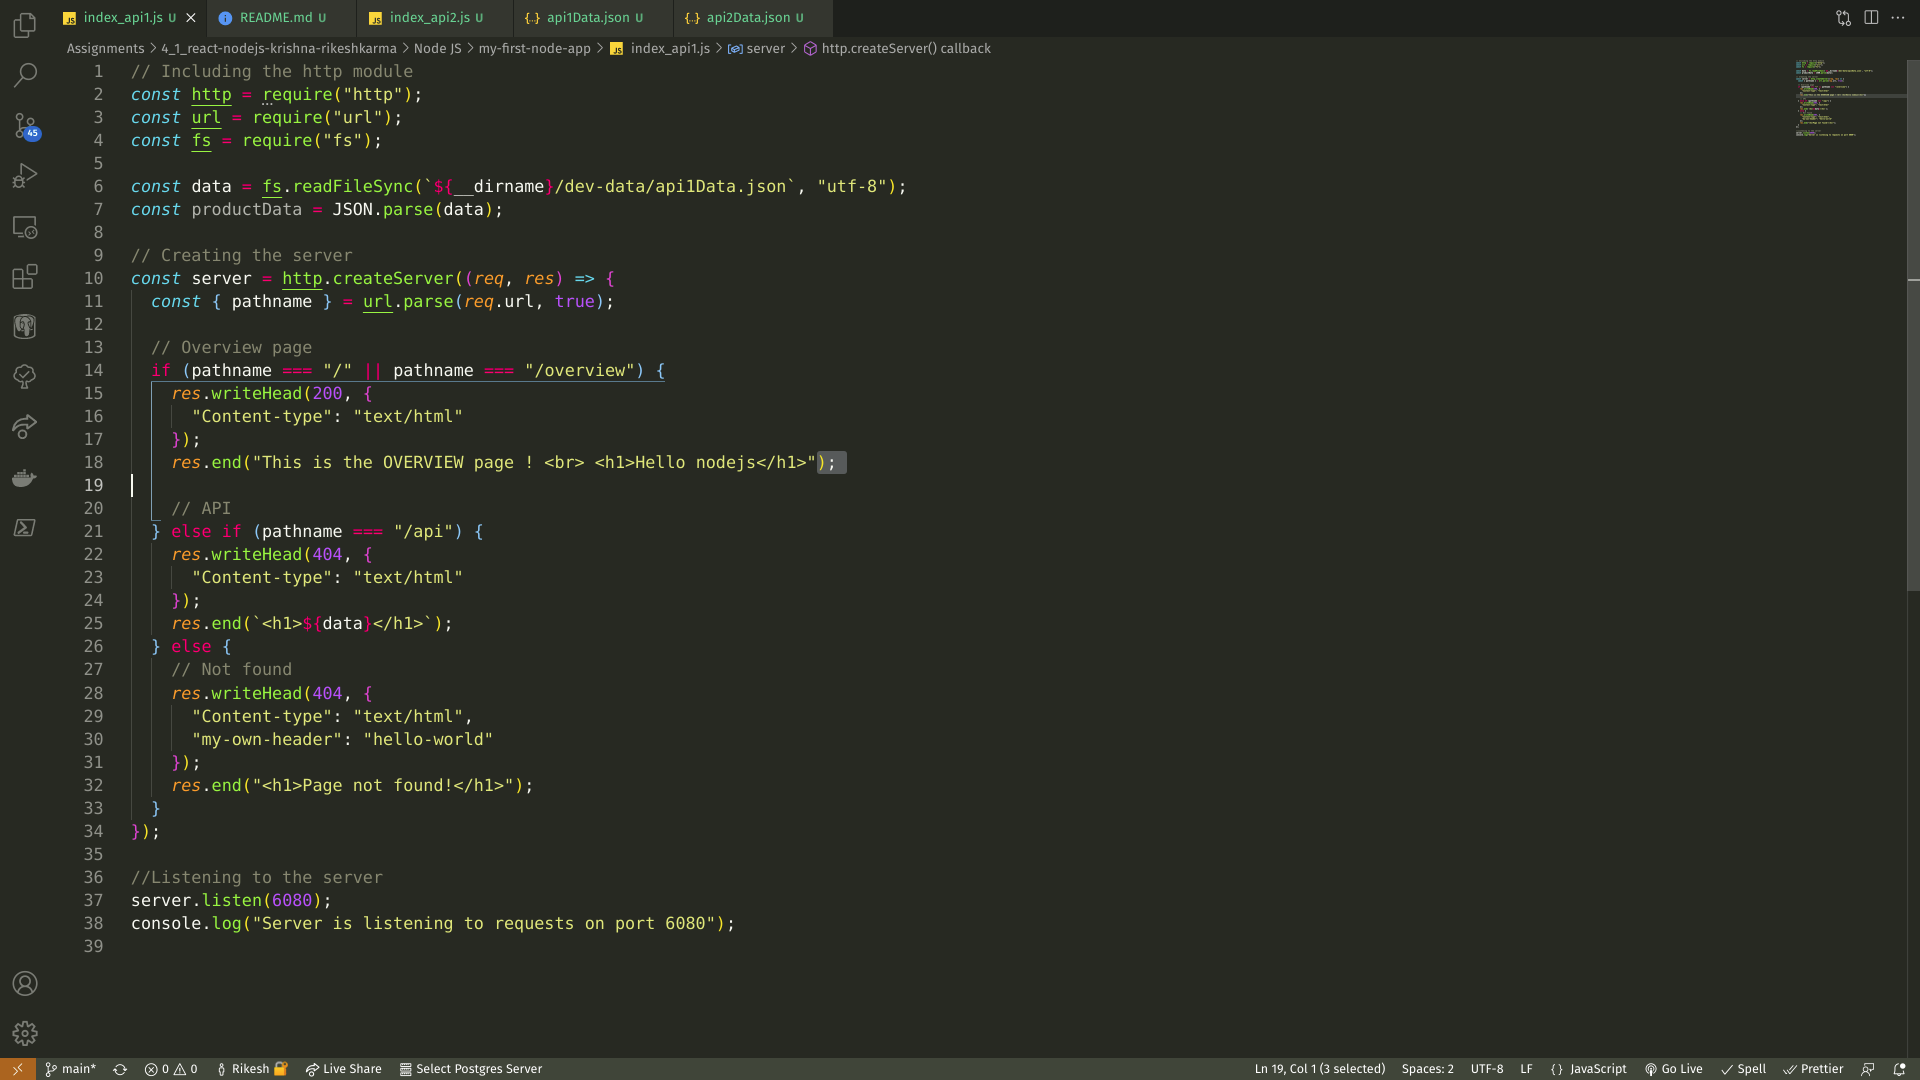 index_api1.js U
README.md U
index_api2.js U
api1Data.json U
api2Data.json U
Assignments > 4_1_react-nodejs-krishna-rikeshkarma > Node JS > my-first-node-app > index_api1.js > server > http.createServer() callback
1 // Including the http module
2 const http = require("http");
3 const url = require("url");
4 const fs = require("fs");
5
6 const data = fs.readFileSync(`${__dirname}/dev-data/api1Data.json`, "utf-8");
7 const productData = JSON.parse(data);
8
9 // Creating the server
10 const server = http.createServer((req, res) => {
11 const { pathname } = url.parse(req.url, true);
12
13 // Overview page
14 if (pathname === "/" || pathname === "/overview") {
15 res.writeHead(200, {
16 "Content-type": "text/html"
17 });
18 res.end("This is the OVERVIEW page ! <br> <h1>Hello nodejs</h1>");
19
20 // API
21 } else if (pathname === "/api") {
22 res.writeHead(404, {
23 "Content-type": "text/html"
24 });
25 res.end(`<h1>${data}</h1>`);
26 } else {
27 // Not found
28 res.writeHead(404, {
29 "Content-type": "text/html",
30 "my-own-header": "hello-world"
31 });
32 res.end("<h1>Page not found!</h1>");
33 }
34 });
35
36 //Listening to the server
37 server.listen(6080);
38 console.log("Server is listening to requests on port 6080");
39
45
main* 0 0 Rikesh Live Share Select Postgres Server Ln 19, Col 1 (3 selected) Spaces: 2 UTF-8 LF {} JavaScript Go Live Spell Prettier